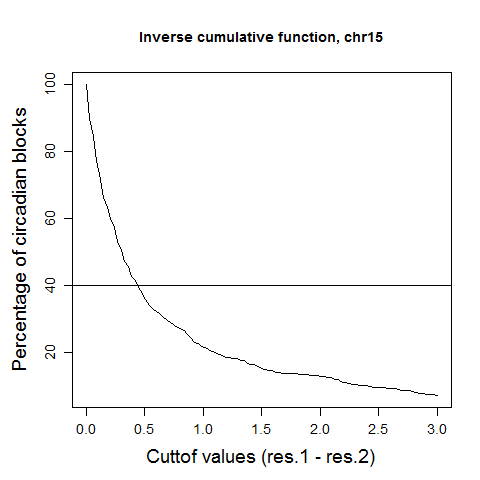 Inverse cumulative function, chr15
Percentage of circadian blocks
100
80
60
40
20
0.0 0.5 1.0 1.5 2.0 2.5 3.0
Cuttof values (res.1 - res.2)